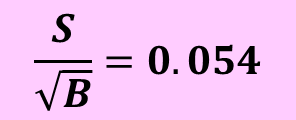 S/√B = 0.054